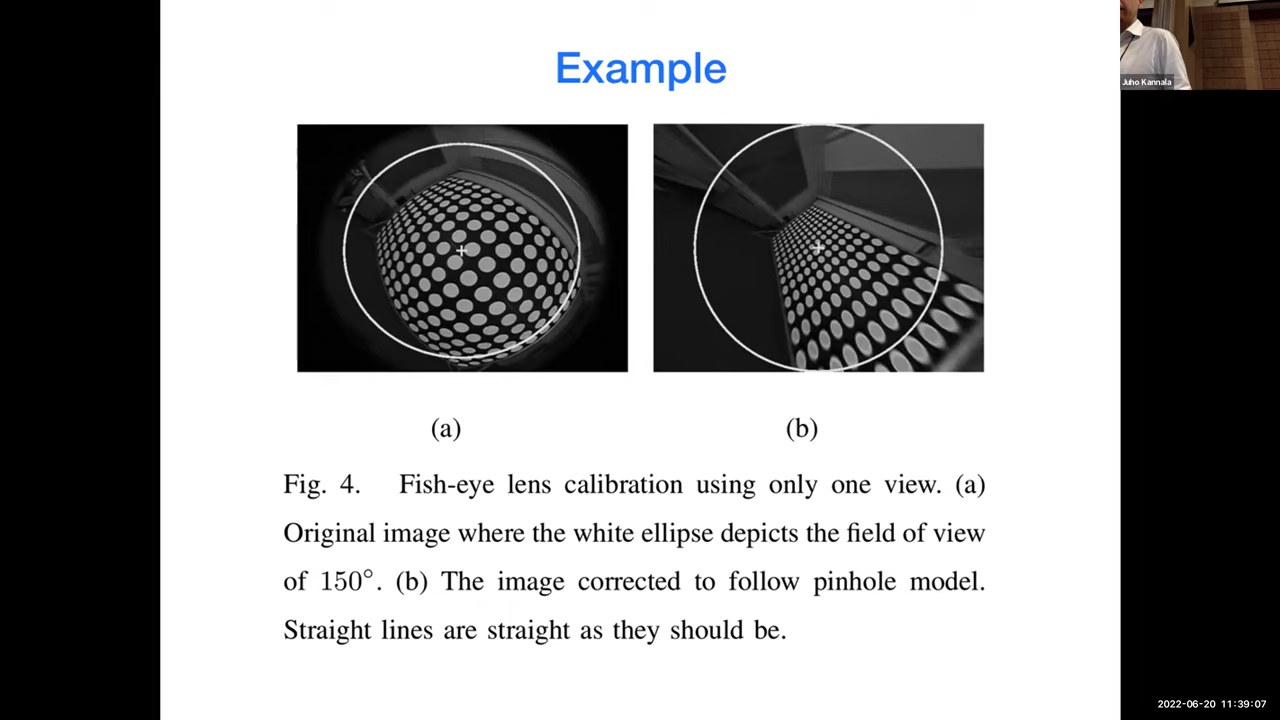 Example
Juho Kannala
(a)
(b)
Fig. 4. Fish-eye lens calibration using only one view. (a)
Original image where the white ellipse depicts the field of view
of 150°. (b) The image corrected to follow pinhole model.
Straight lines are straight as they should be.
2022-06-20 11:39:07